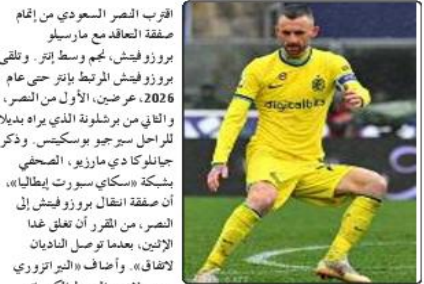 اقترب النصر السعودي من إتمام
صفقة التعاقد مع مارسيلو
بروزوفيتش، نجم وسط إنتر. وتلقى
بروزوفيتش المرتبط بإنتر حتى عام
2026، عرضين، الأول من النصر،
والثاني من برشلونة الذي يراه بديلا
للراحل سيرجيو بوسكيتس. وذكر
جيانلوكا دي مارزيو، الصحفي
بشبكة «سكاي سبورت إيطاليا»،
أن صفقة انتقال بروزوفيتش إلى
النصر، من المقرر أن تغلق غدا
الإثنين، بعدما توصل الناديان
لاتفاق». وأضاف «النيراتزوري
digitalbits